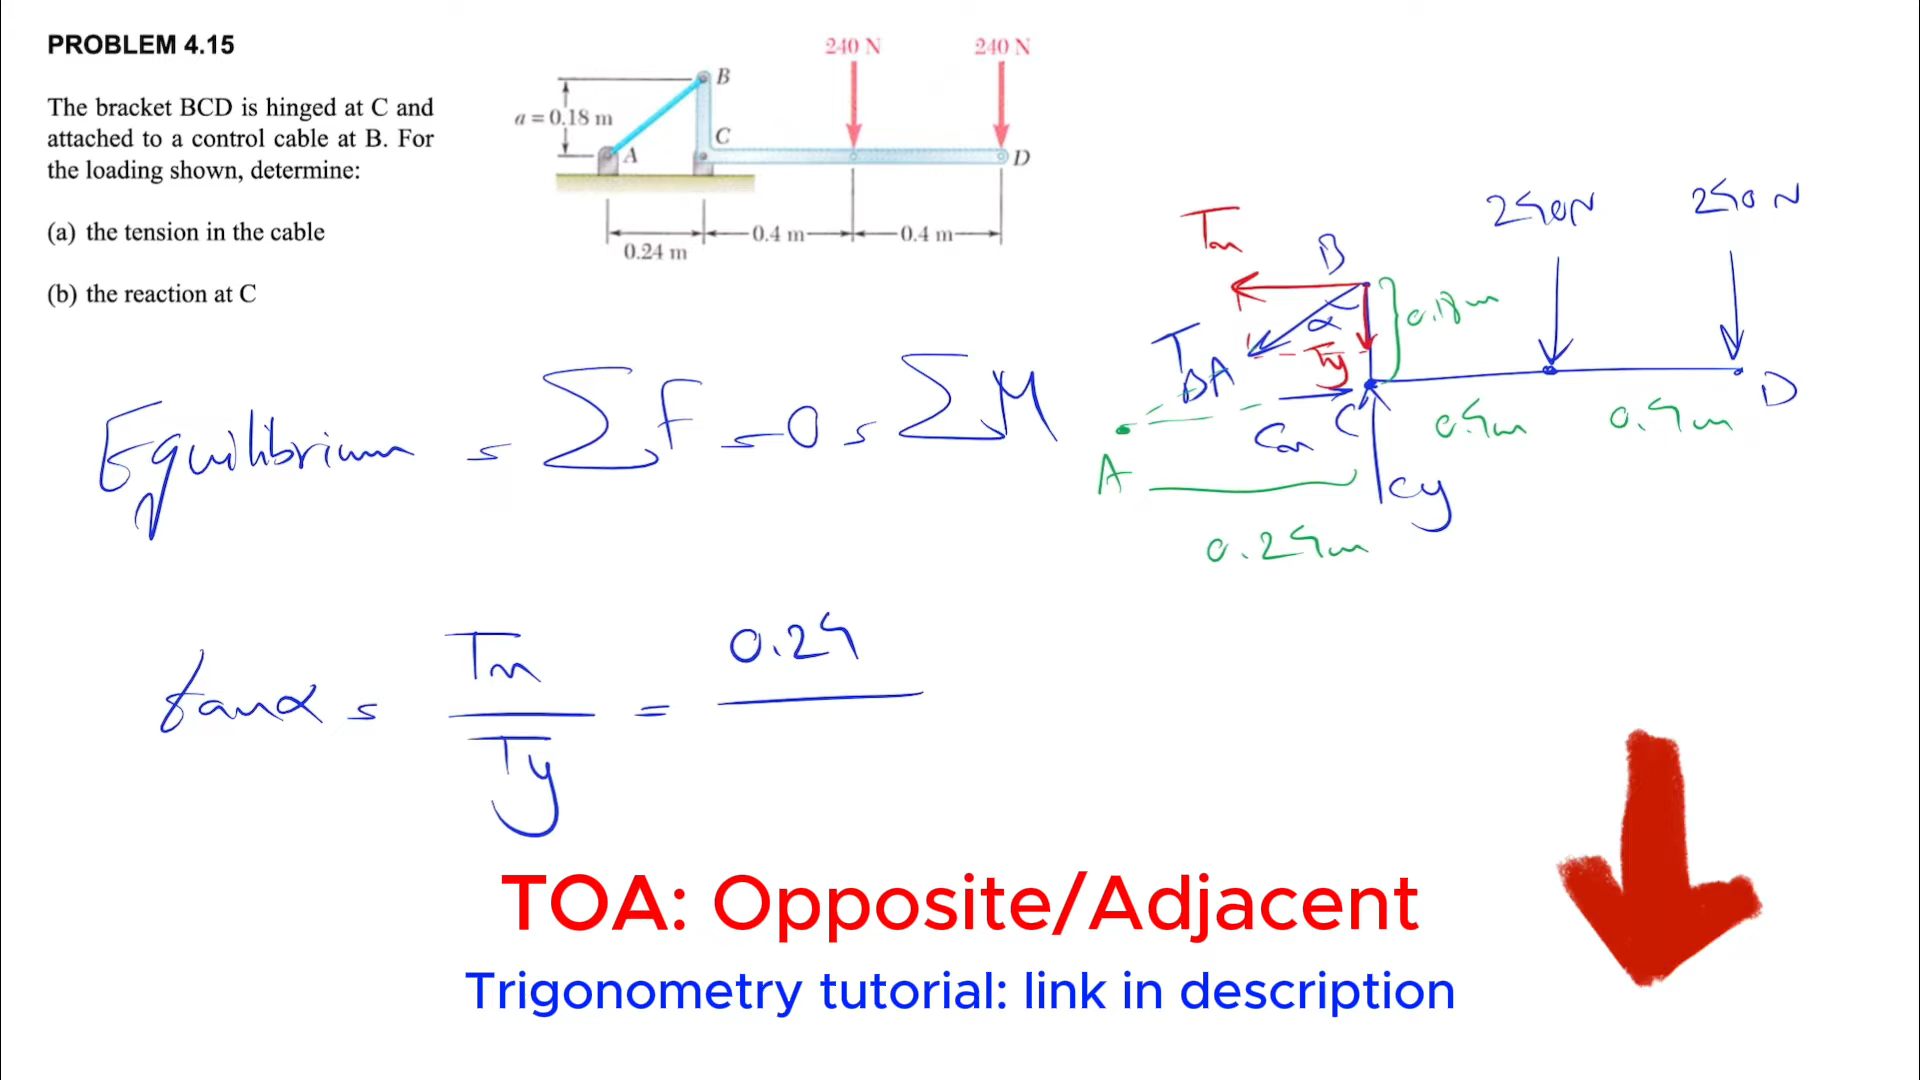 PROBLEM 4.15
The bracket BCD is hinged at C and
attached to a control cable at B. For
the loading shown, determine:
(a) the tension in the cable
(b) the reaction at C
240 N
240 N
B
a = 0.18 m
C
A
D
0.24 m
0.4 m
0.4 m
240N
240 N
Tx
B
α
0.18m
TBA
Ty
C
D
Cx
0.4m
0.4m
A
Cy
0.24m
Equilibrium = ΣF = 0 = ΣM
tanα = Tx / Ty = 0.24
TOA: Opposite/Adjacent
Trigonometry tutorial: link in description